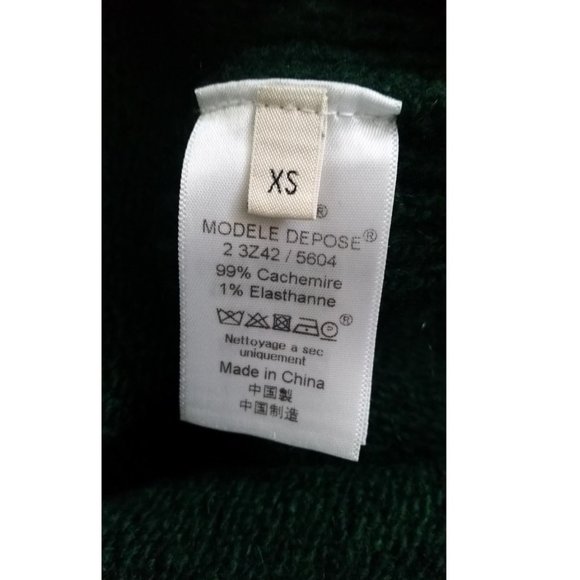 XS
®
MODELE DEPOSE®
2 3Z42 / 5604
99% Cachemire
1% Elasthanne
P
®
Nettoyage a sec
uniquement
Made in China
中国製
中国制造